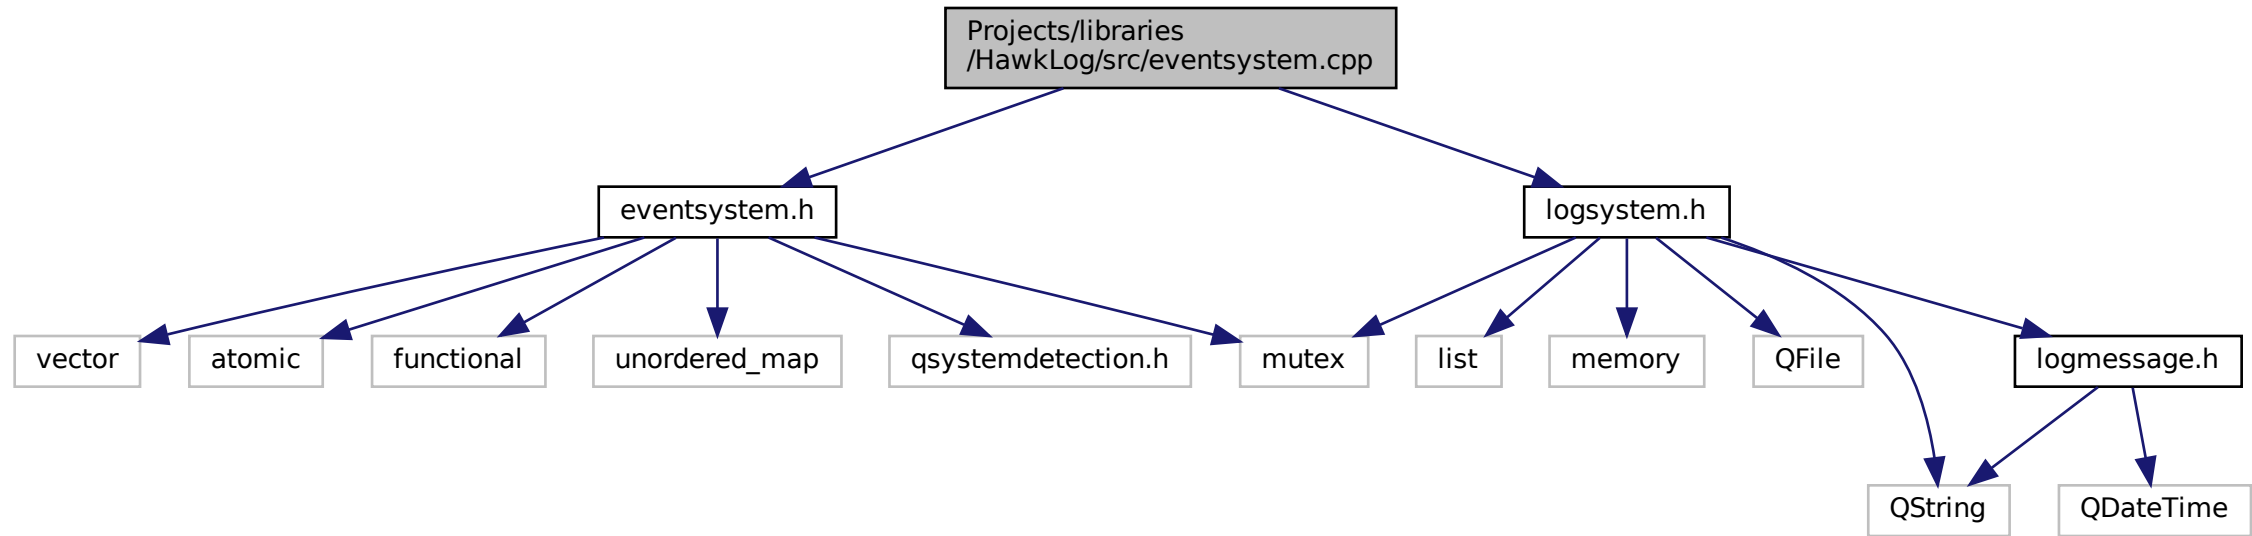 Projects/libraries
/HawkLog/src/eventsystem.cpp
eventsystem.h
logsystem.h
vector
atomic
functional
unordered_map
qsystemdetection.h
mutex
list
memory
QFile
logmessage.h
QString
QDateTime